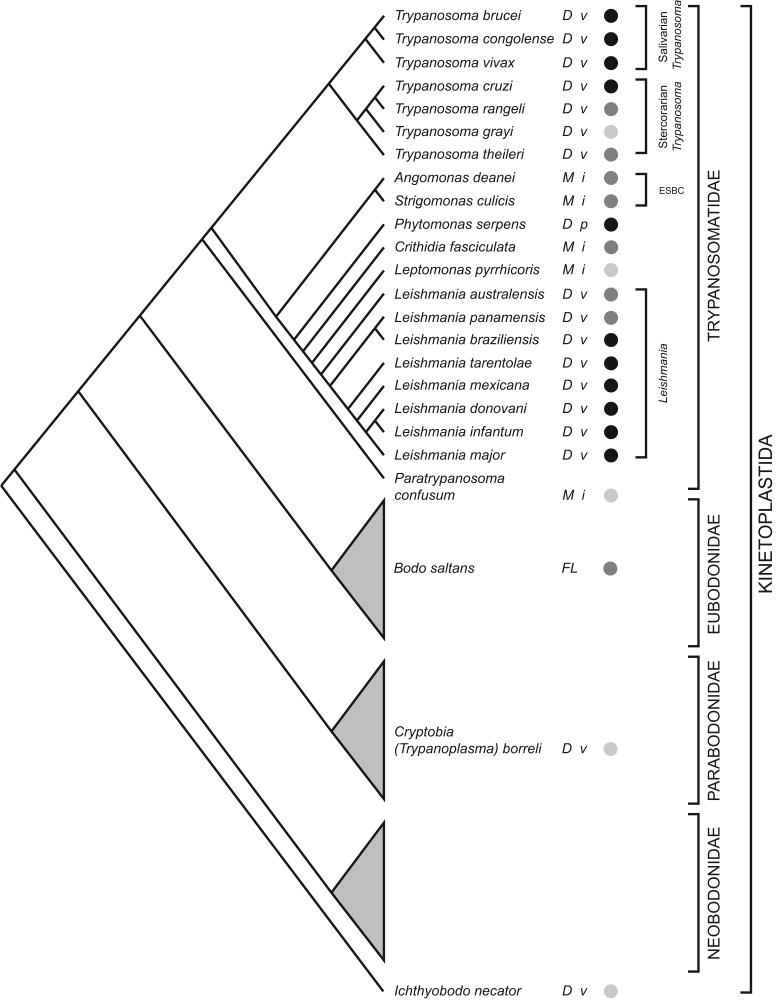 Trypanosoma brucei D v
Trypanosoma congolense D v
Trypanosoma vivax D v
Salivarian
Trypanosoma
Trypanosoma cruzi D v
Trypanosoma rangeli D v
Trypanosoma grayi D v
Trypanosoma theileri D v
Stercorarian
Trypanosoma
Angomonas deanei M i
Strigomonas culicis M i
ESBC
Phytomonas serpens D p
Crithidia fasciculata M i
Leptomonas pyrrhicoris M i
Leishmania australensis D v
Leishmania panamensis D v
Leishmania braziliensis D v
Leishmania tarentolae D v
Leishmania mexicana D v
Leishmania donovani D v
Leishmania infantum D v
Leishmania major D v
Leishmania
Paratrypanosoma
confusum M i
TRYPANOSOMATIDAE
Bodo saltans FL
EUBODONIDAE
Cryptobia
(Trypanoplasma) borreli D v
PARABODONIDAE
NEOBODONIDAE
Ichthyobodo necator D v
KINETOPLASTIDA